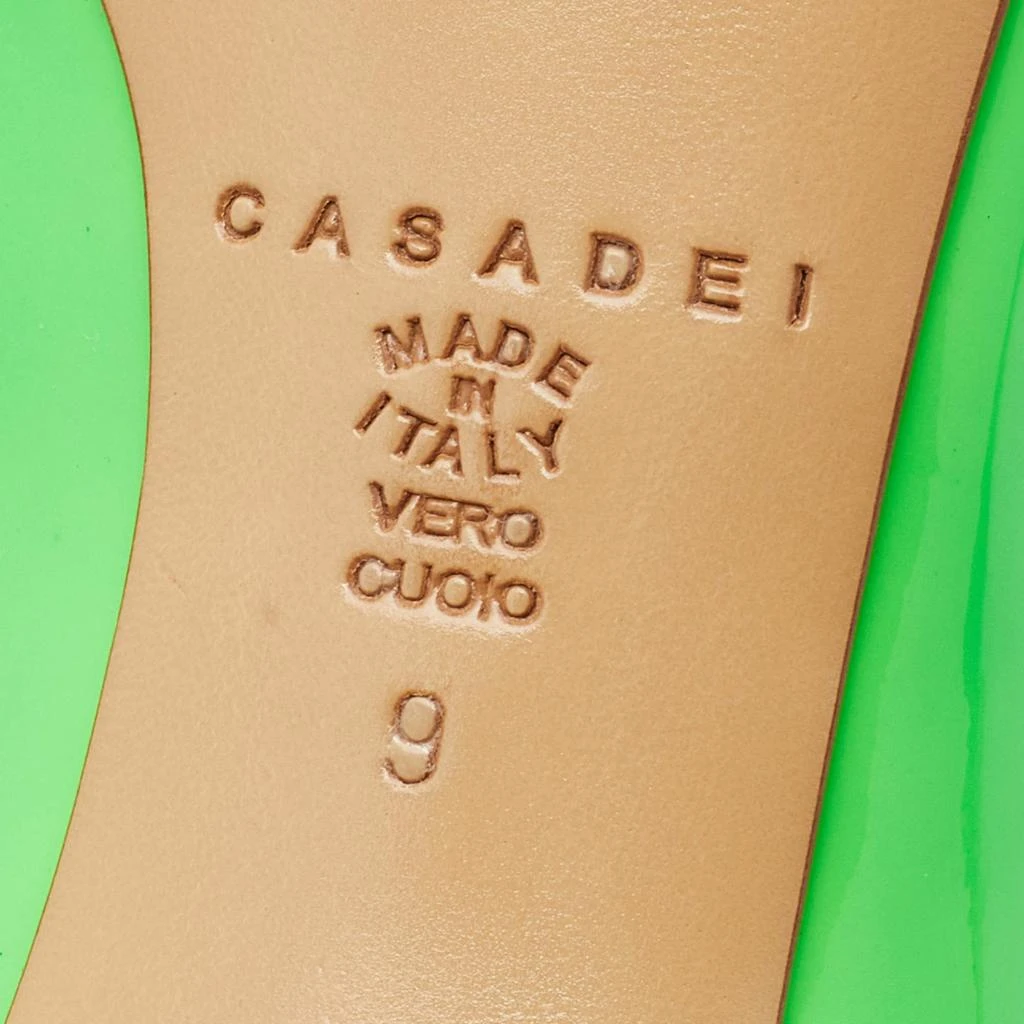 CASADEI
MADE
IN
ITALY
VERO
CUOIO
9